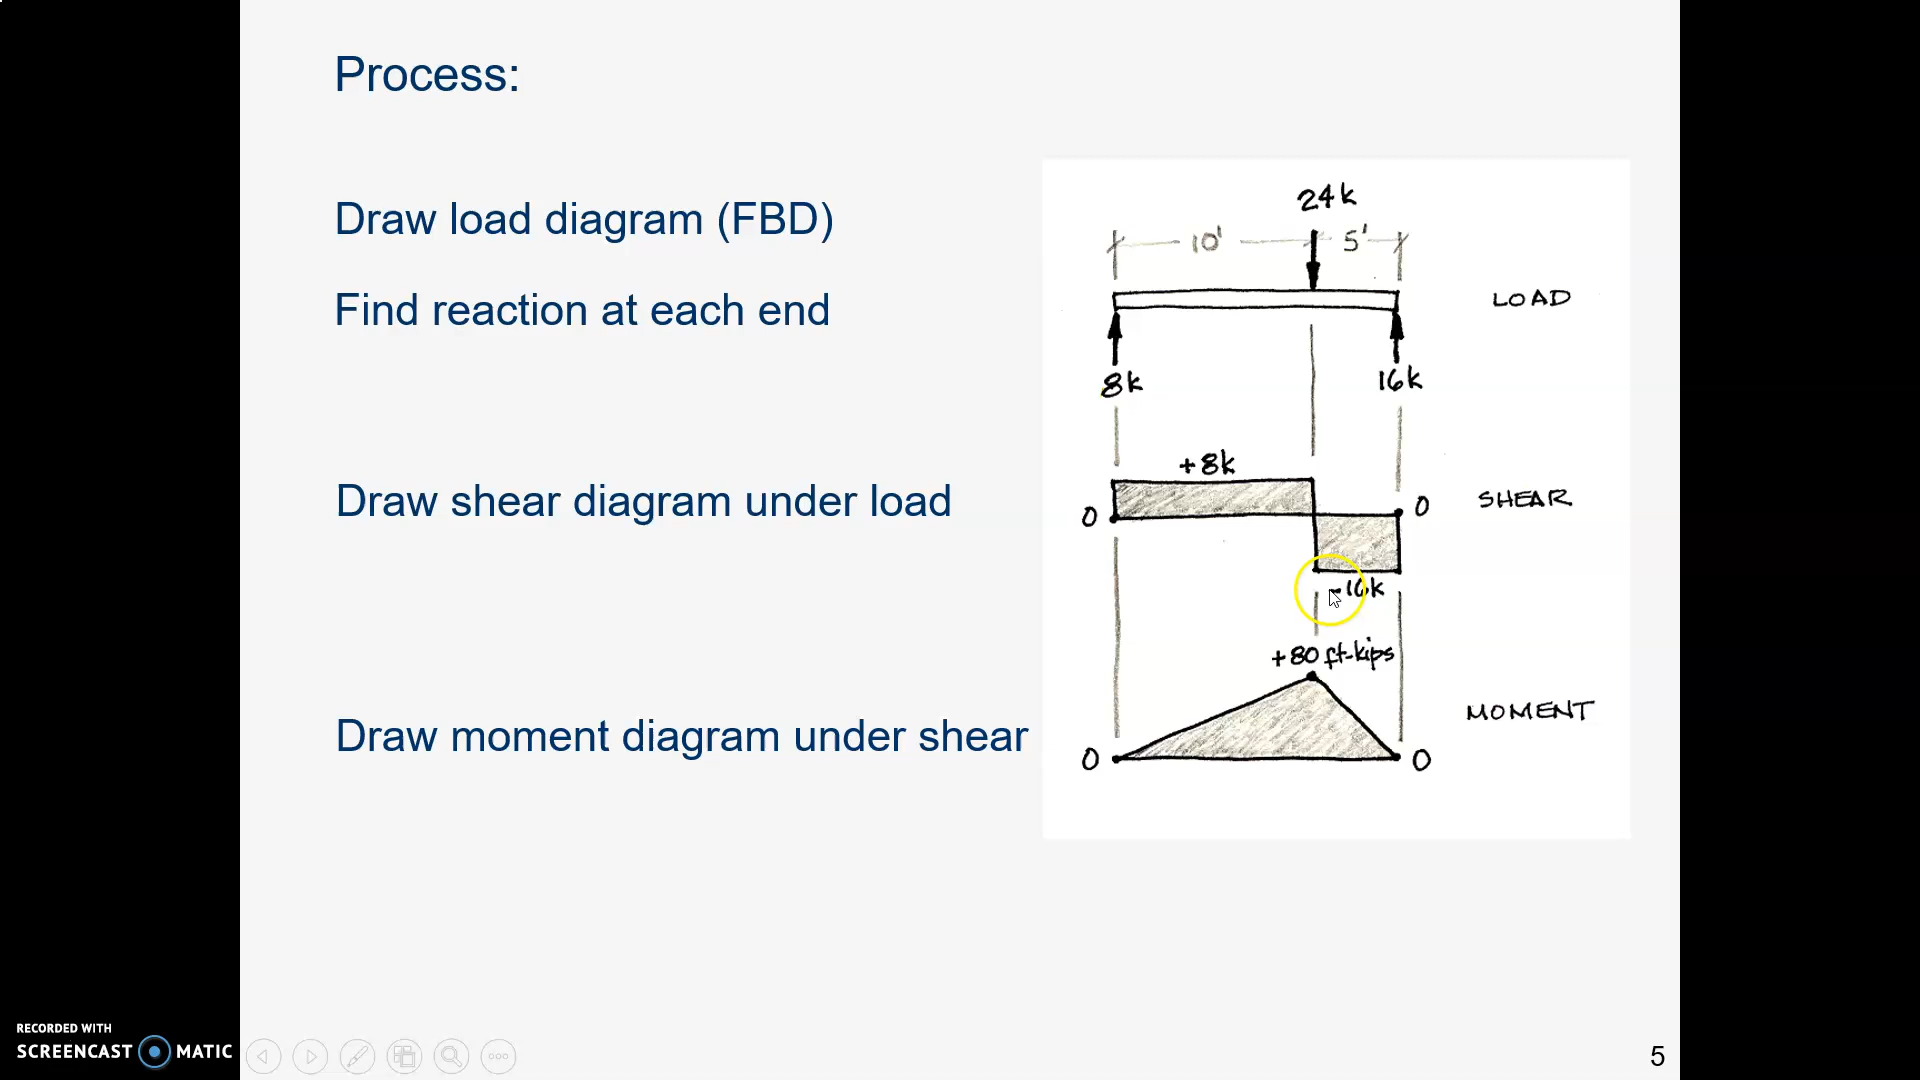 Process:
Draw load diagram (FBD)
Find reaction at each end
Draw shear diagram under load
Draw moment diagram under shear
24k
10' 5'
LOAD
8k 16k
+8k
0 0 SHEAR
-16k
+80 ft-kips
MOMENT
0 0
RECORDED WITH
SCREENCAST MATIC
5